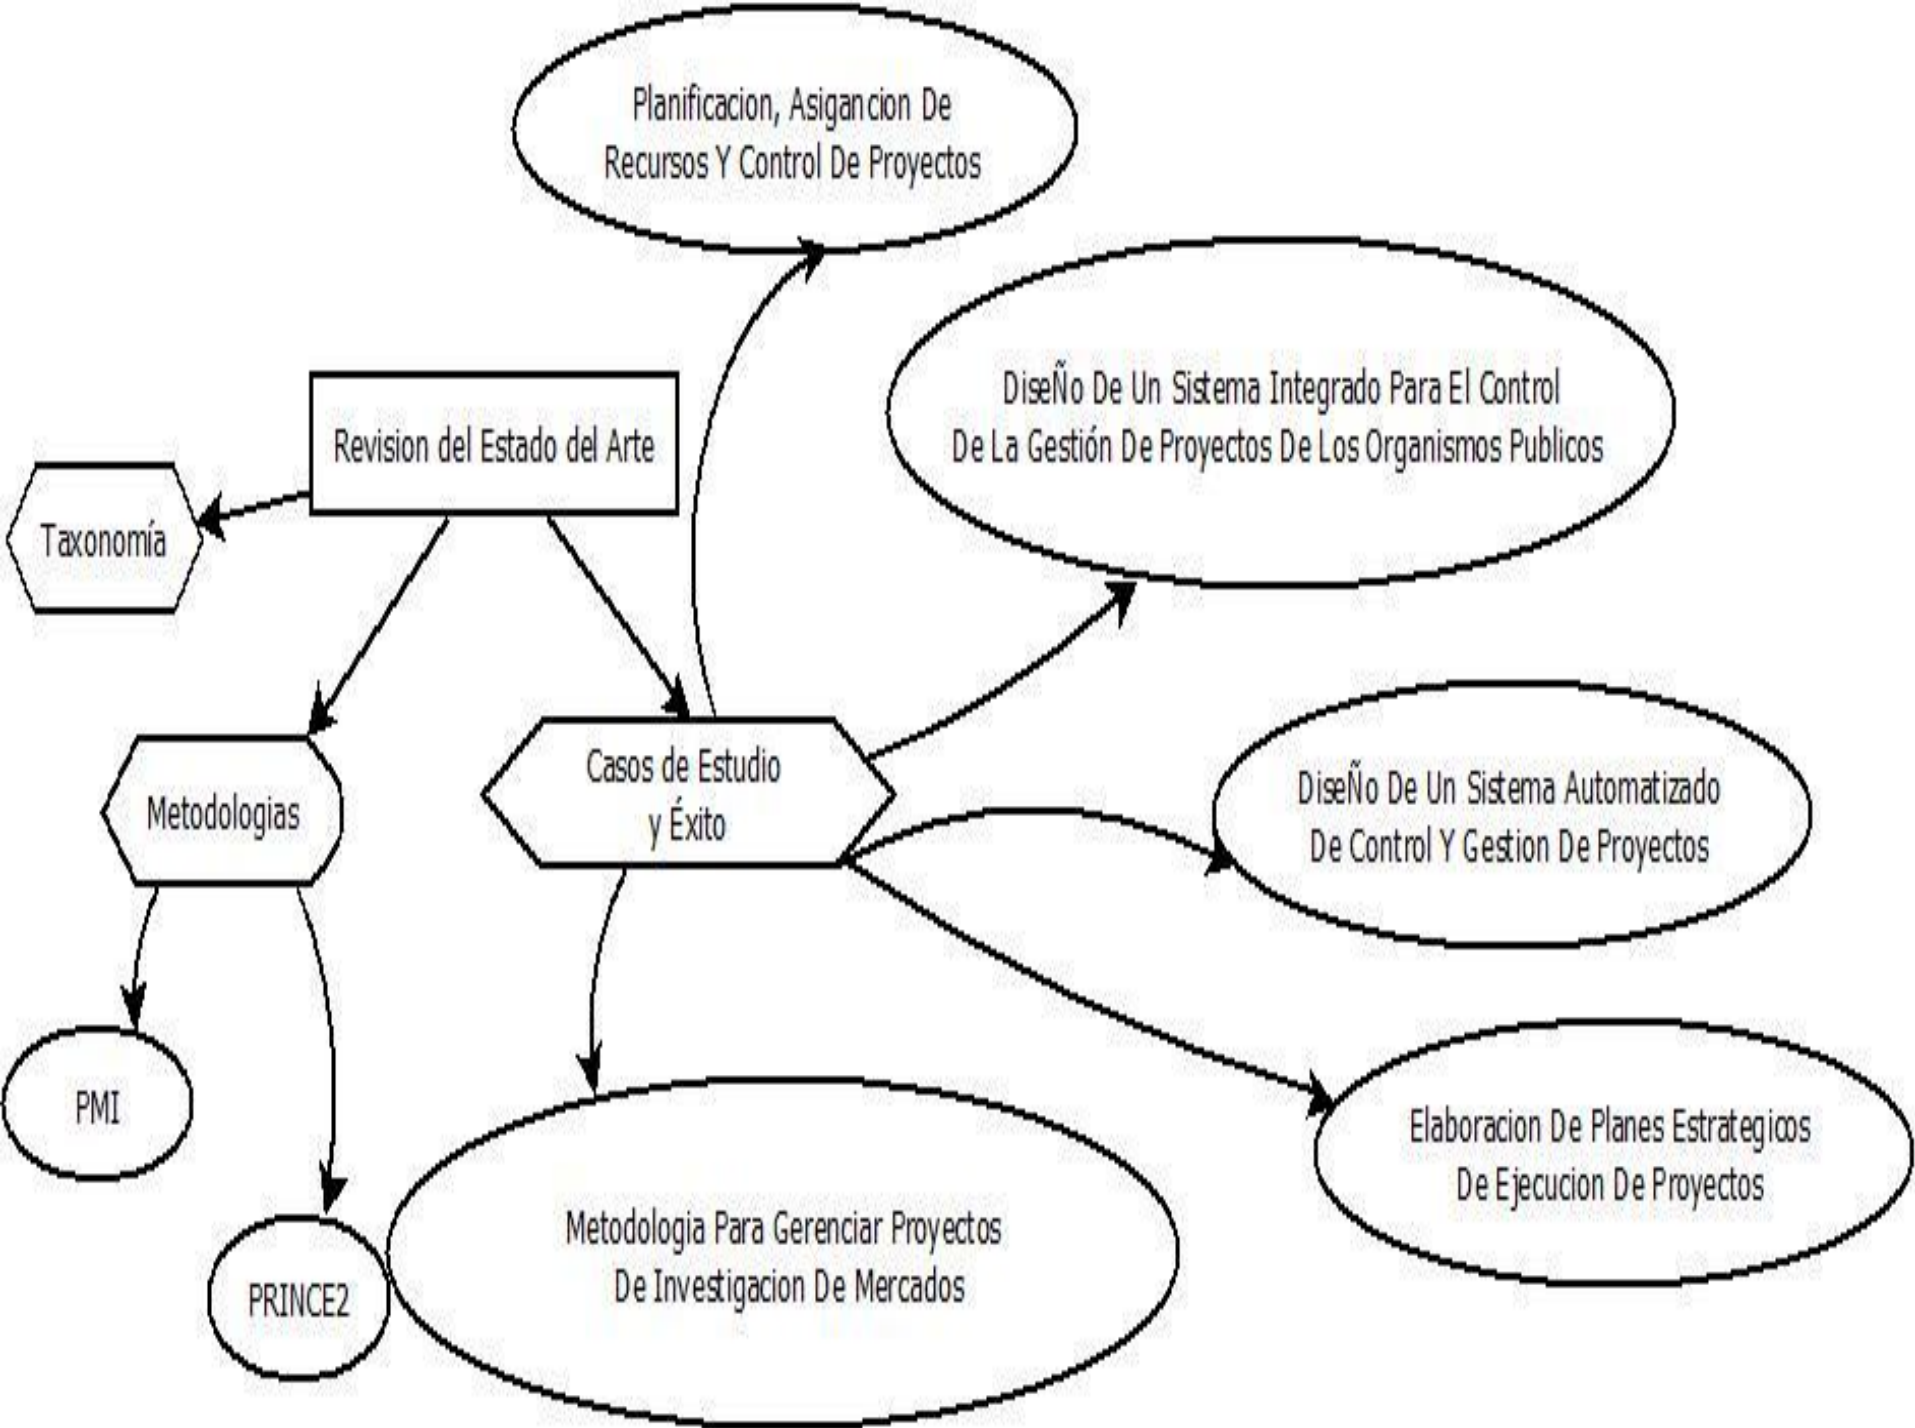 Planificacion, Asigancion De
Recursos Y Control De Proyectos
DiseÑo De Un Sistema Integrado Para El Control
De La Gestión De Proyectos De Los Organismos Publicos
Revision del Estado del Arte
Taxonomía
Metodologias
Casos de Estudio
y Éxito
DiseÑo De Un Sistema Automatizado
De Control Y Gestion De Proyectos
PMI
Elaboracion De Planes Estrategicos
De Ejecucion De Proyectos
PRINCE2
Metodologia Para Gerenciar Proyectos
De Investigacion De Mercados